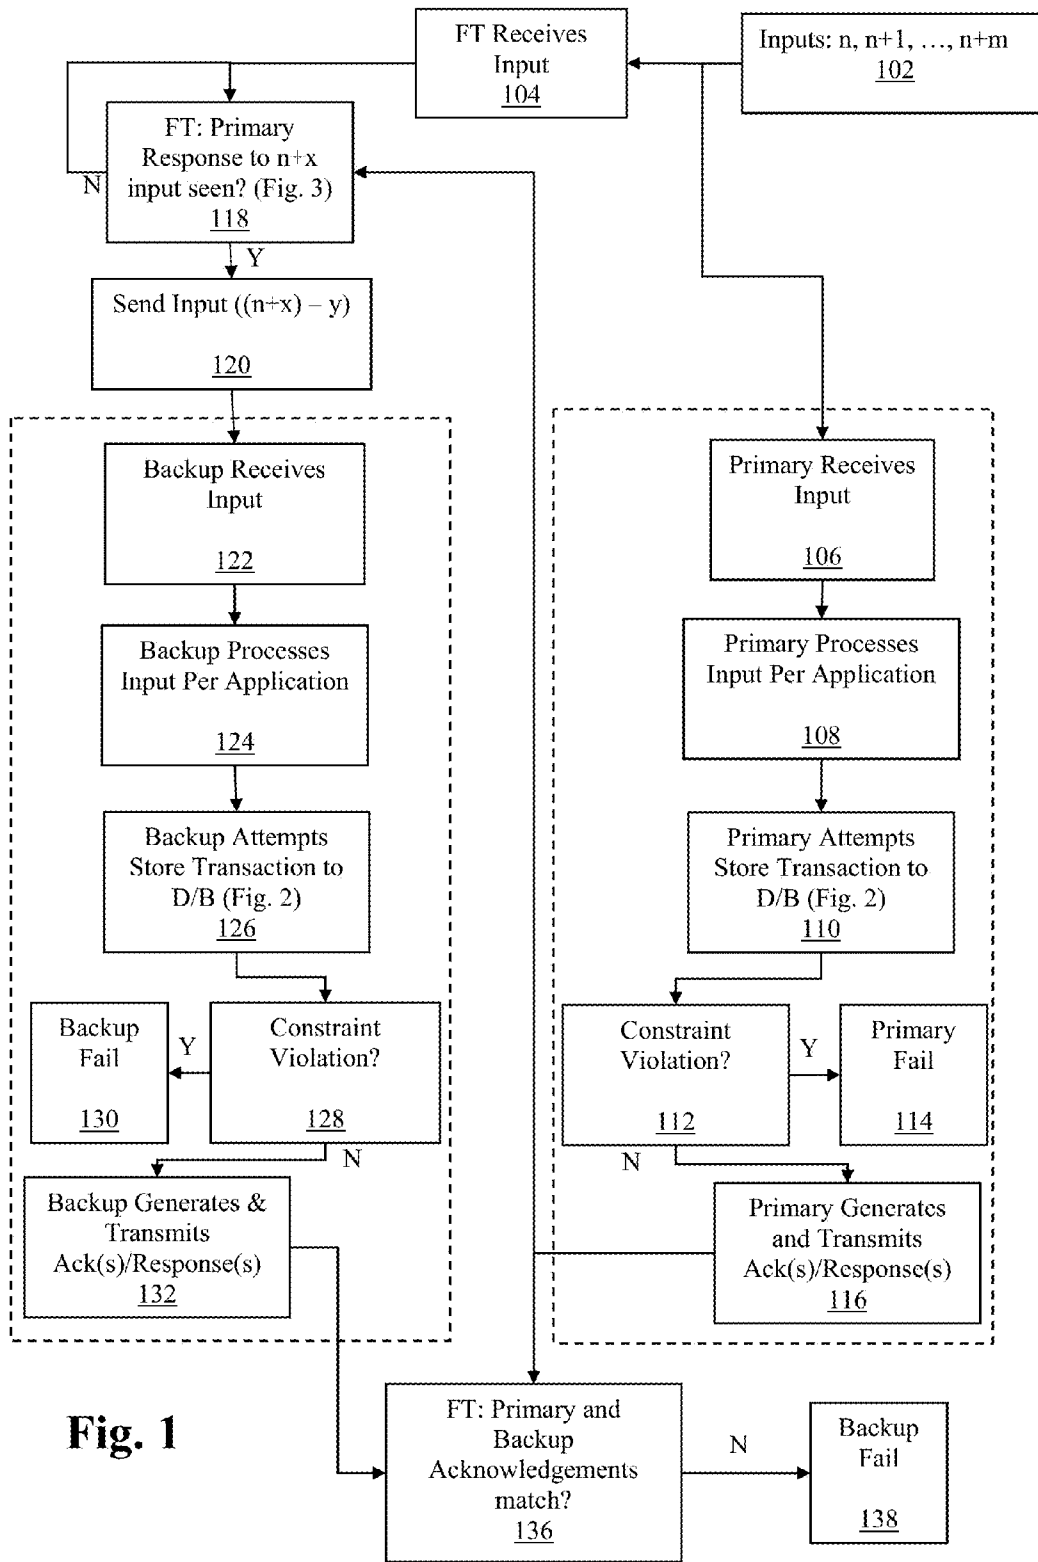 FT Receives
Input
104
Inputs: n, n+1, …, n+m
102
FT: Primary
Response to n+x
input seen? (Fig. 3)
118
N
Y
Send Input ((n+x) – y)
120
Backup Receives
Input
122
Primary Receives
Input
106
Backup Processes
Input Per Application
124
Primary Processes
Input Per Application
108
Backup Attempts
Store Transaction to
D/B (Fig. 2)
126
Primary Attempts
Store Transaction to
D/B (Fig. 2)
110
Backup
Fail
130
Y
Constraint
Violation?
128
N
Constraint
Violation?
112
Y
Primary
Fail
114
N
Backup Generates &
Transmits
Ack(s)/Response(s)
132
Primary Generates
and Transmits
Ack(s)/Response(s)
116
Fig. 1
FT: Primary and
Backup
Acknowledgements
match?
136
N
Backup
Fail
138